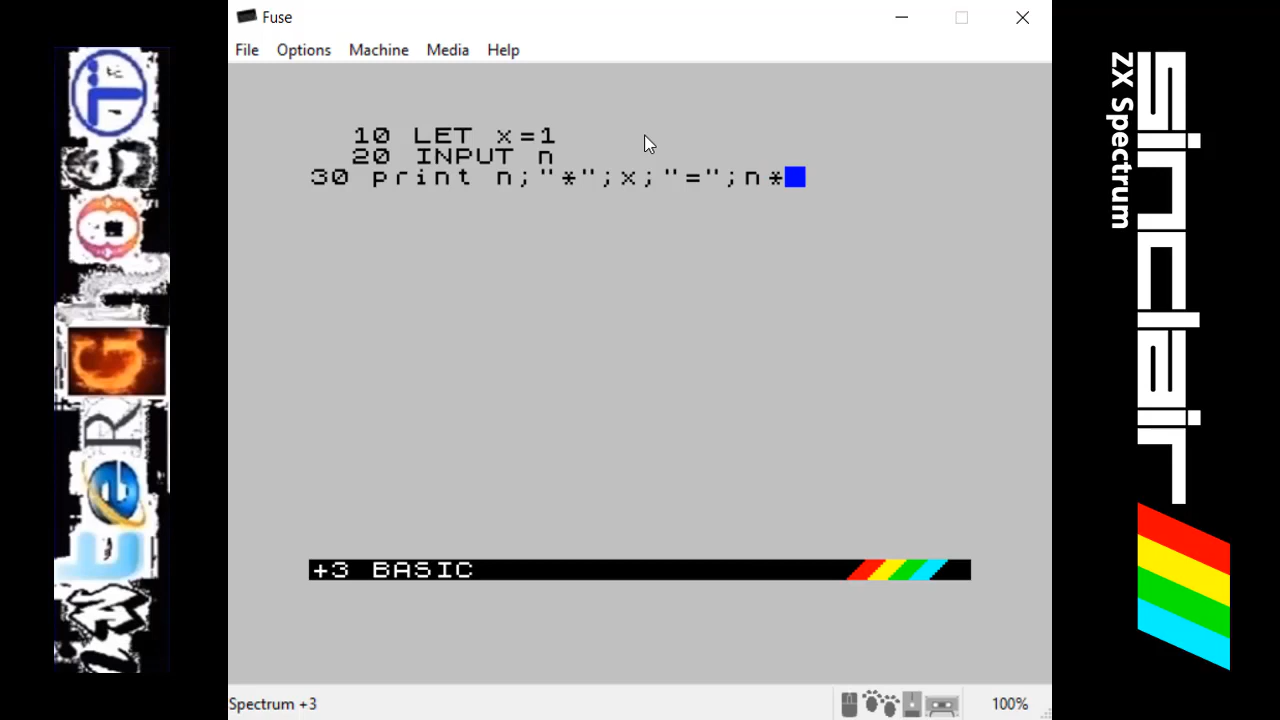 Fuse
File Options Machine Media Help
10 LET x=1
20 INPUT n
30 print n;"*";x;"=";n*
+3 BASIC
Spectrum +3
100%
sinclair
ZX Spectrum